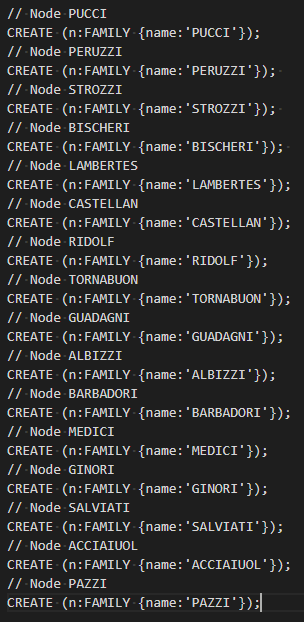 // Node PUCCI
CREATE (n:FAMILY {name:'PUCCI'});
// Node PERUZZI
CREATE (n:FAMILY {name:'PERUZZI'});
// Node STROZZI
CREATE (n:FAMILY {name:'STROZZI'});
// Node BISCHERI
CREATE (n:FAMILY {name:'BISCHERI'});
// Node LAMBERTES
CREATE (n:FAMILY {name:'LAMBERTES'});
// Node CASTELLAN
CREATE (n:FAMILY {name:'CASTELLAN'});
// Node RIDOLF
CREATE (n:FAMILY {name:'RIDOLF'});
// Node TORNABUON
CREATE (n:FAMILY {name:'TORNABUON'});
// Node GUADAGNI
CREATE (n:FAMILY {name:'GUADAGNI'});
// Node ALBIZZI
CREATE (n:FAMILY {name:'ALBIZZI'});
// Node BARBADORI
CREATE (n:FAMILY {name:'BARBADORI'});
// Node MEDICI
CREATE (n:FAMILY {name:'MEDICI'});
// Node GINORI
CREATE (n:FAMILY {name:'GINORI'});
// Node SALVIATI
CREATE (n:FAMILY {name:'SALVIATI'});
// Node ACCIAIUOL
CREATE (n:FAMILY {name:'ACCIAIUOL'});
// Node PAZZI
CREATE (n:FAMILY {name:'PAZZI'});